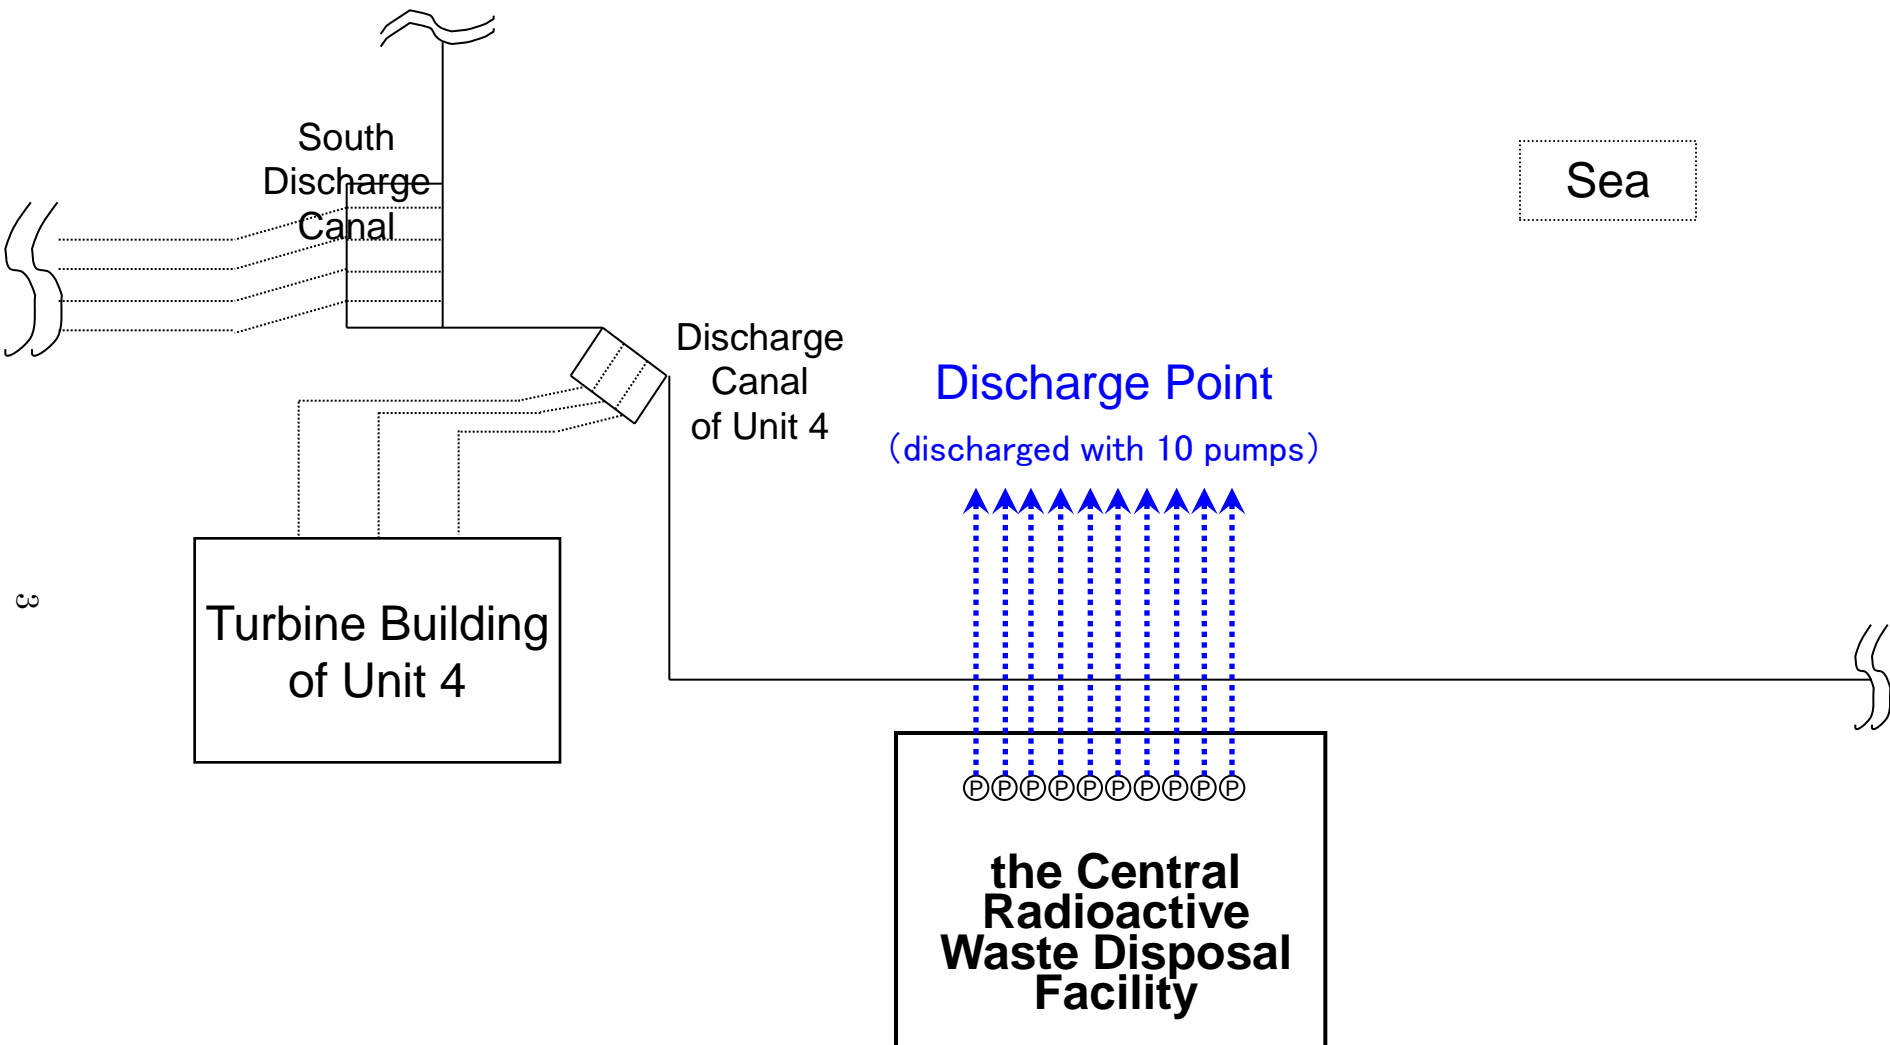 South
Discharge
Canal
Sea
Discharge
Canal
of Unit 4
Discharge Point
(discharged with 10 pumps)
Turbine Building
of Unit 4
3
P P P P P P P P P P
the Central
Radioactive
Waste Disposal
Facility